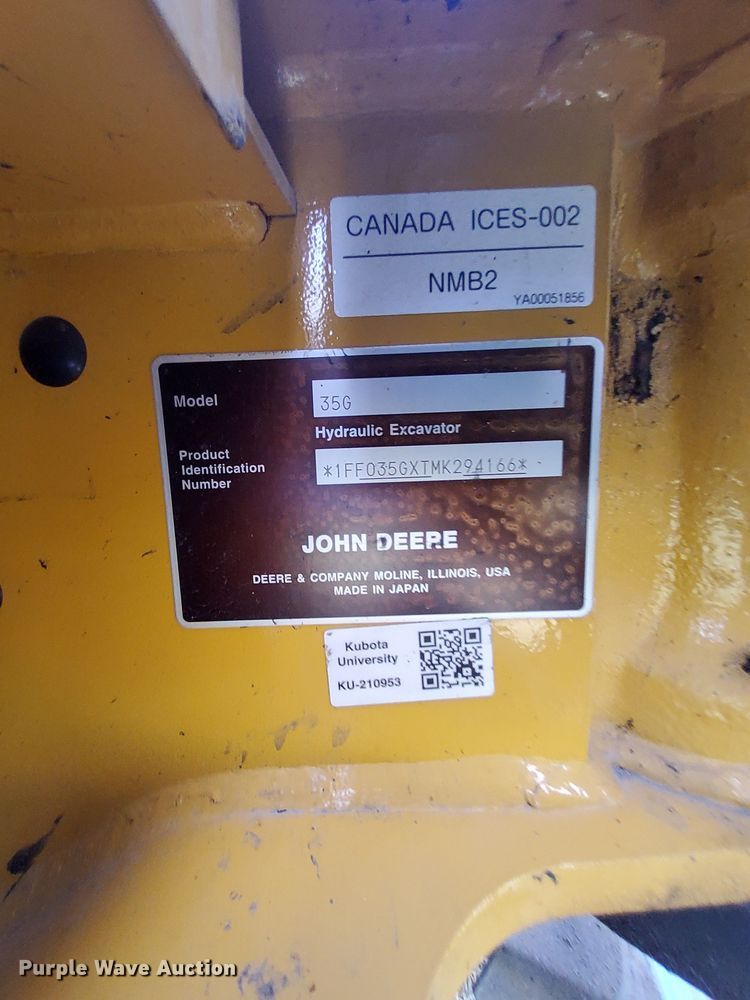 CANADA ICES-002
NMB2
YA00051856
Model
35G
Hydraulic Excavator
Product
Identification
Number
*1FF035GXTMK294166*
JOHN DEERE
DEERE & COMPANY MOLINE, ILLINOIS, USA
MADE IN JAPAN
Kubota
University
KU-210953
Purple Wave Auction